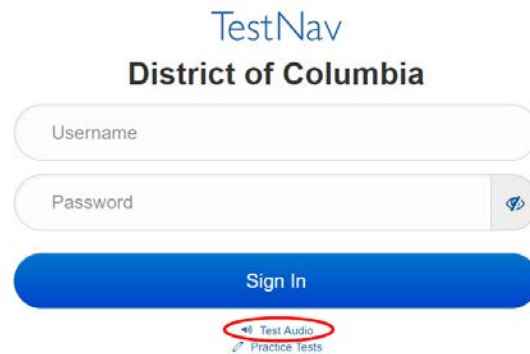 TestNav
District of Columbia
Username
Password
Sign In
Test Audio
Practice Tests